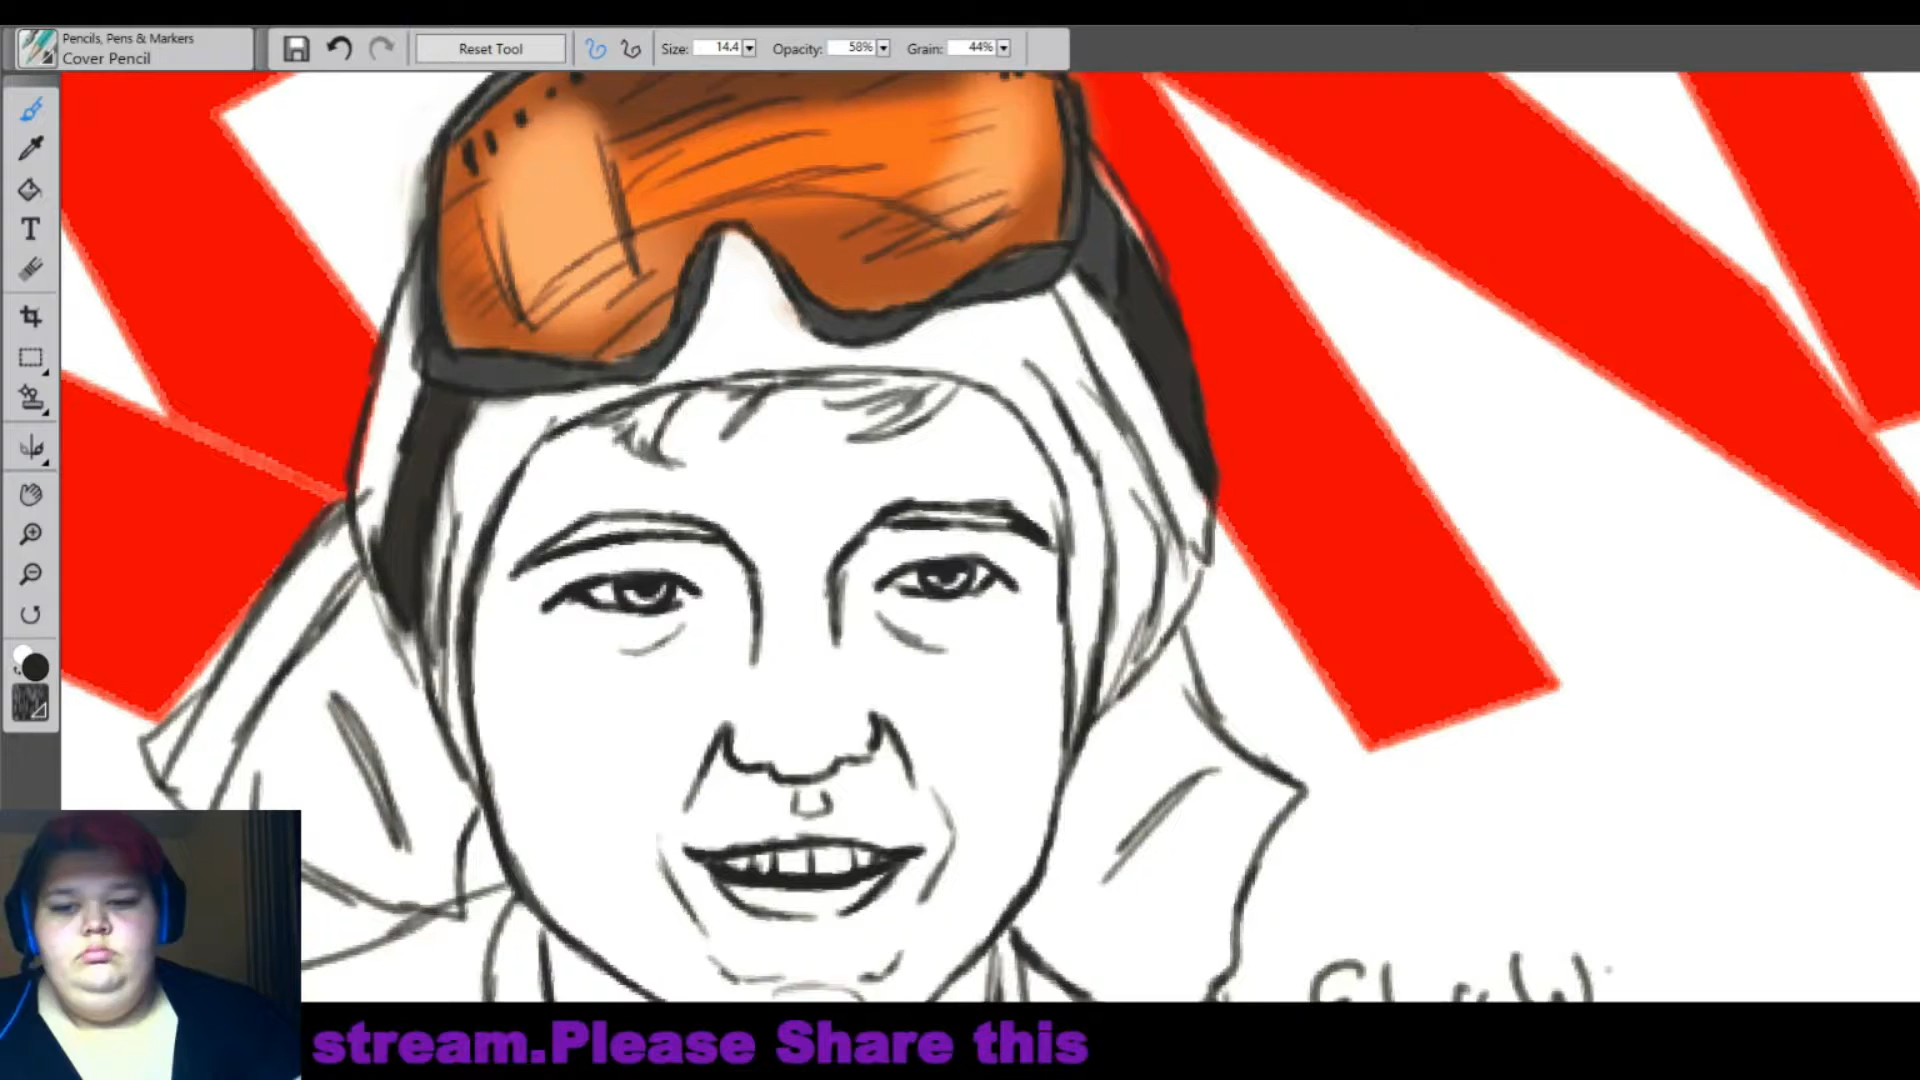 Pencils, Pens & Markers
Cover Pencil
Reset Tool
Size: 14.4
Opacity: 58%
Grain: 44%
T
stream.Please Share this